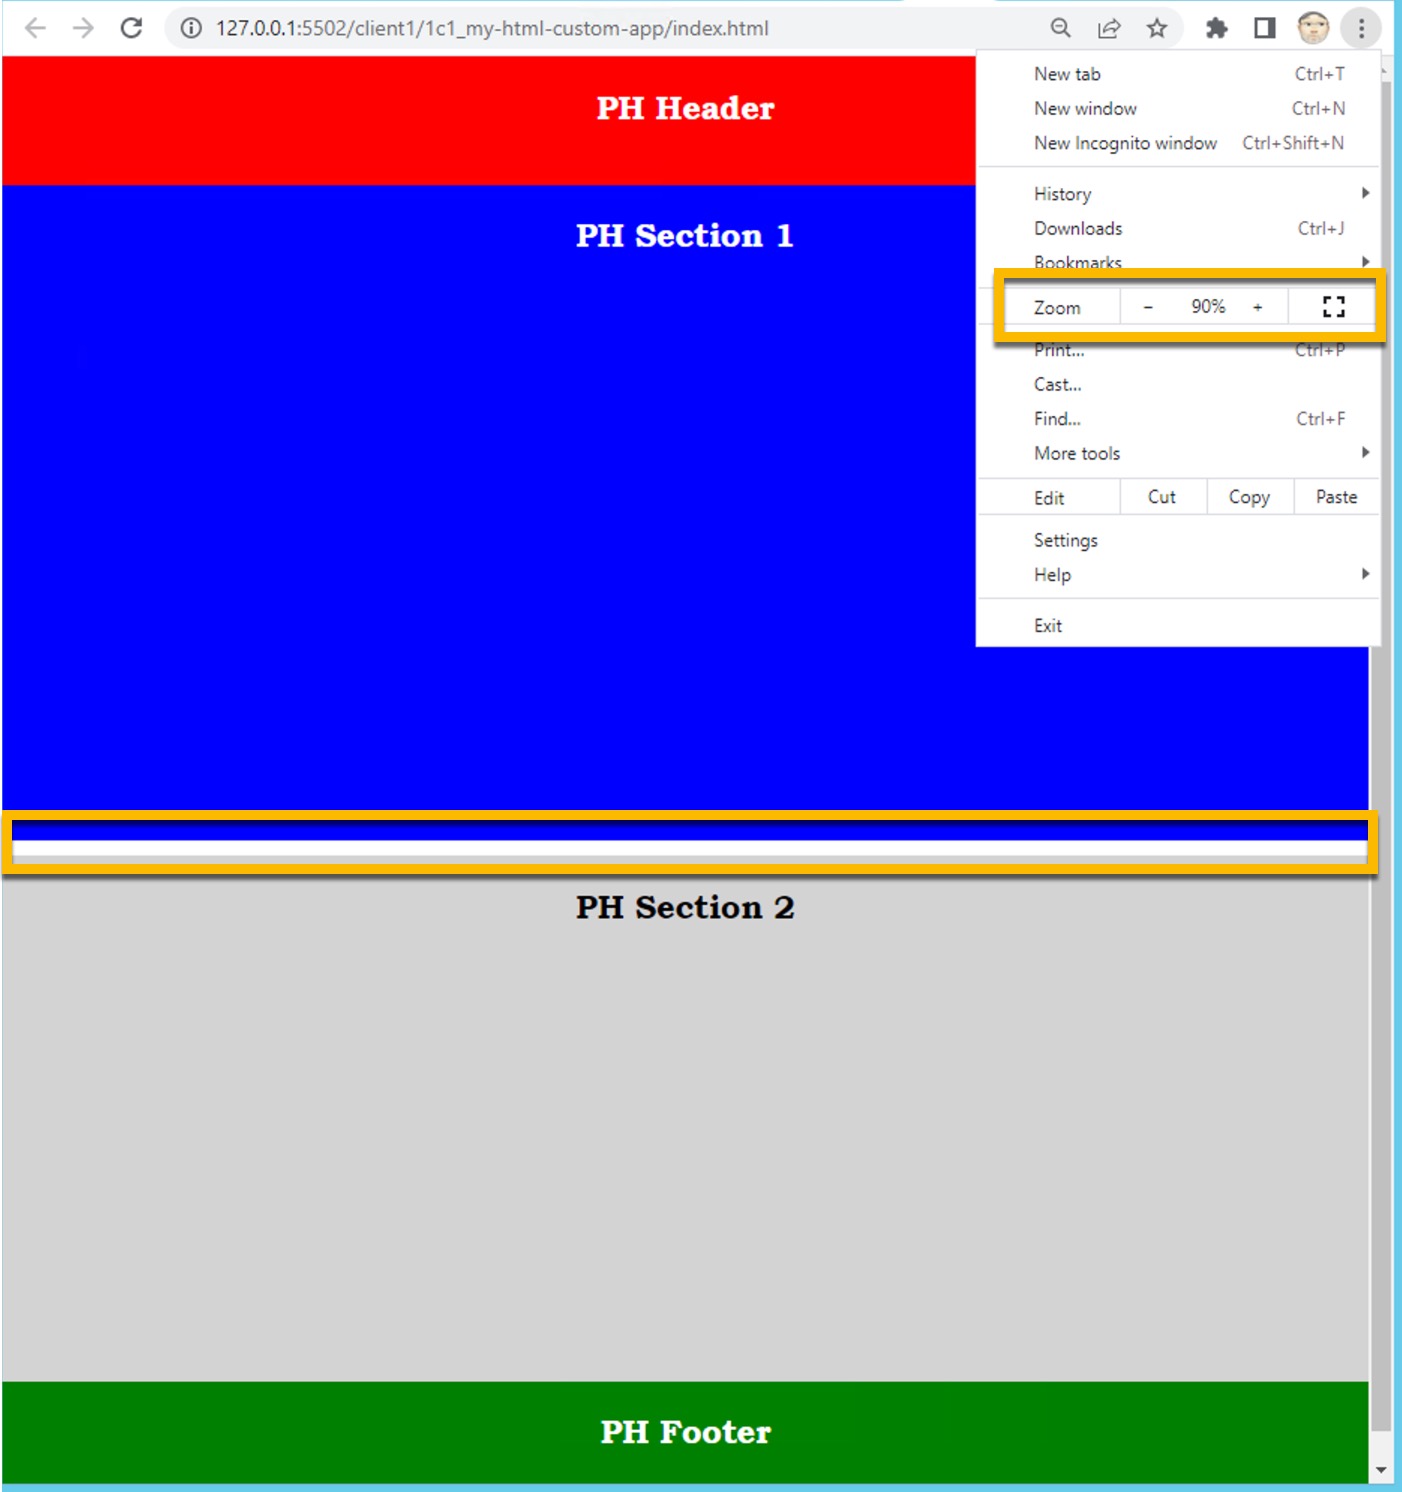 127.0.0.1:5502/client1/1c1_my-html-custom-app/index.html
PH Header
New tab Ctrl+T
New window Ctrl+N
New Incognito window Ctrl+Shift+N
History
Downloads Ctrl+J
Bookmarks
Zoom - 90% +
Print... Ctrl+P
Cast...
Find... Ctrl+F
More tools
Edit Cut Copy Paste
Settings
Help
Exit
PH Section 1
PH Section 2
PH Footer